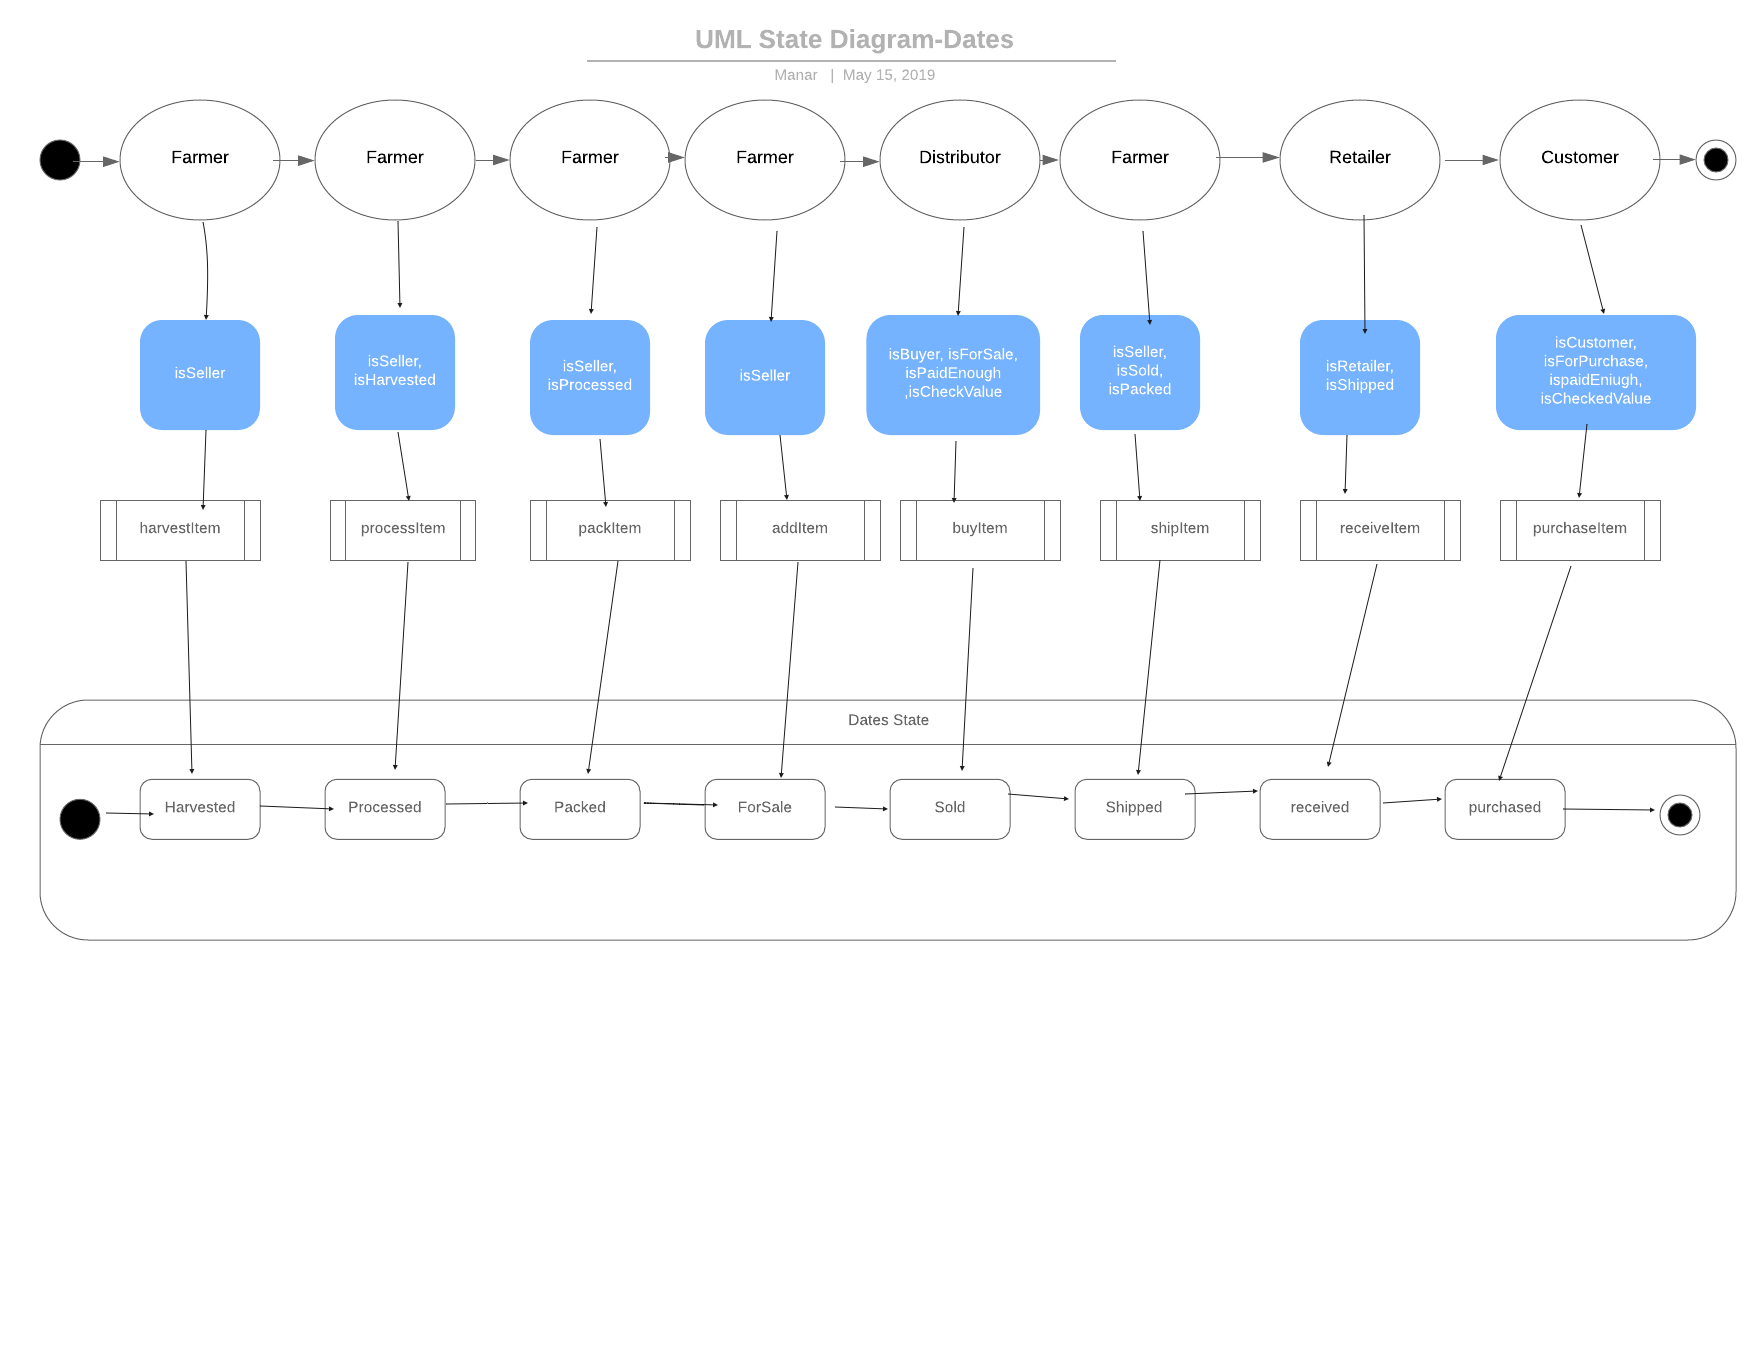 UML State Diagram-Dates
Manar | May 15, 2019
Farmer
Farmer
Farmer
Farmer
Distributor
Farmer
Retailer
Customer
isSeller
isSeller,
isHarvested
isSeller,
isProcessed
isSeller
isBuyer, isForSale,
isPaidEnough
,isCheckValue
isSeller,
isSold,
isPacked
isRetailer,
isShipped
isCustomer,
isForPurchase,
ispaidEniugh,
isCheckedValue
harvestItem
processItem
packItem
addItem
buyItem
shipItem
receiveItem
purchaseItem
Dates State
Harvested
Processed
Packed
ForSale
Sold
Shipped
received
purchased